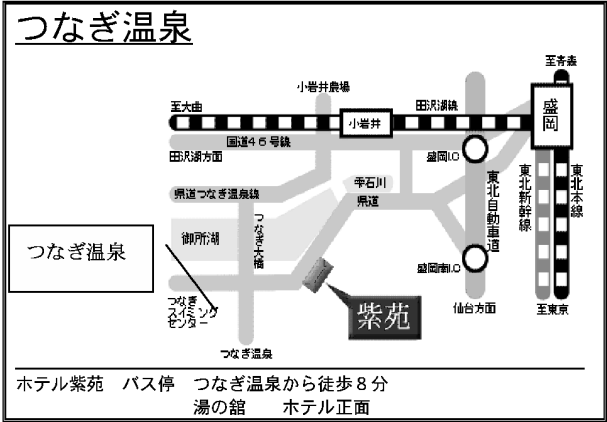 つなぎ温泉
至青森
小岩井農場
至大曲
田沢湖線
盛岡
小岩井
国道46号線
田沢湖方面
盛岡I.C
雫石川
県道つなぎ温泉線
県道
東北自動車道
東北新幹線
東北本線
御所湖
つなぎ大橋
つなぎ温泉
盛岡南I.C
つなぎ
スイミング
センター
紫苑
仙台方面
至東京
つなぎ温泉
ホテル紫苑 バス停 つなぎ温泉から徒歩8分
湯の舘 ホテル正面